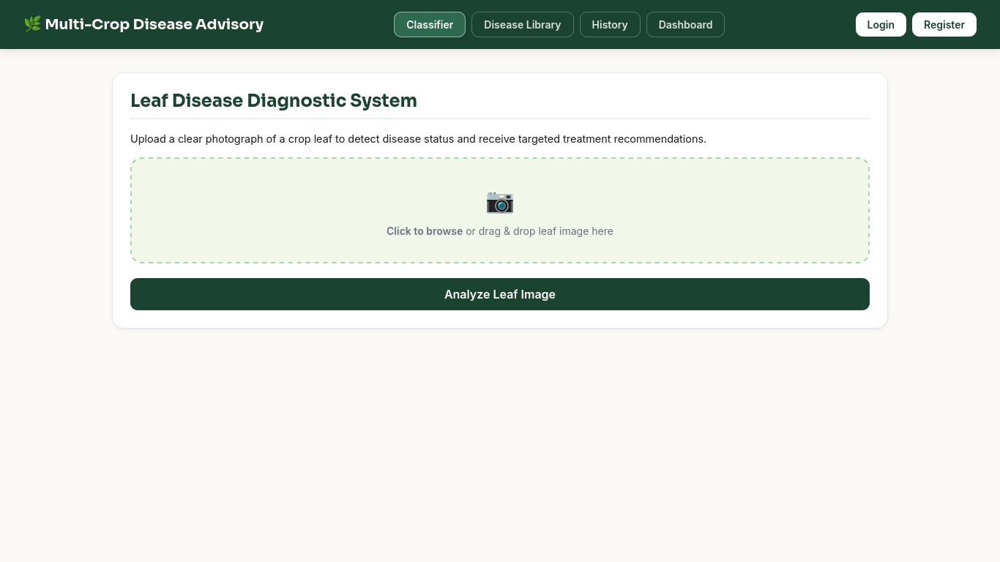 Multi-Crop Disease Advisory
Classifier
Disease Library
History
Dashboard
Login
Register
Leaf Disease Diagnostic System
Upload a clear photograph of a crop leaf to detect disease status and receive targeted treatment recommendations.
Click to browse or drag & drop leaf image here
Analyze Leaf Image